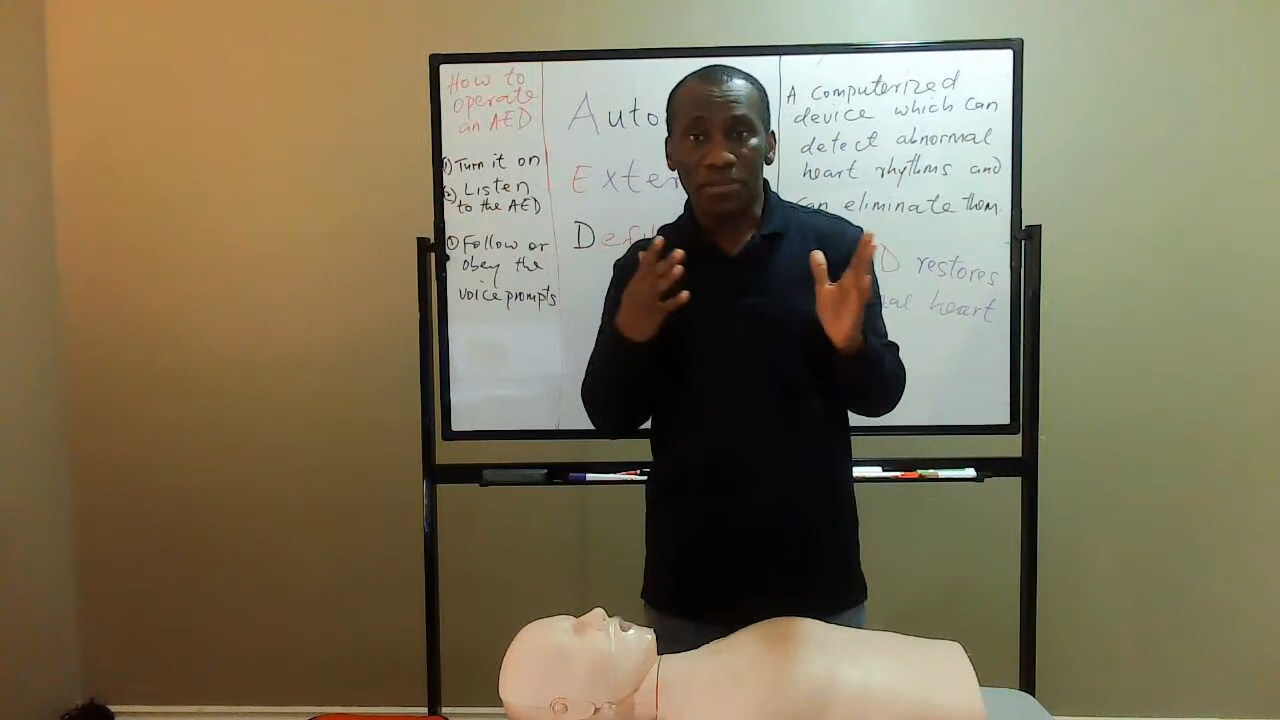 How to
operate
an AED
① Turn it on
② Listen
to the AED
③ Follow or
obey the
voice prompts
Auto
Exter
Def
A computerized
device which can
detect abnormal
heart rhythms and
can eliminate them.
D restores
heart